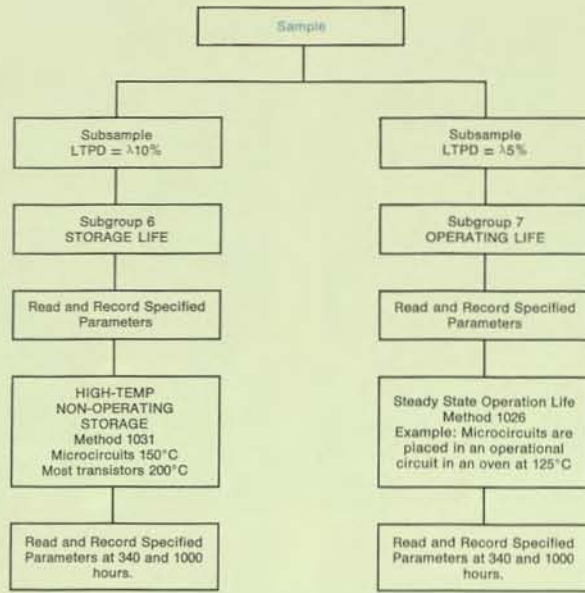 Sample
Subsample
LTPD = λ10%
Subgroup 6
STORAGE LIFE
Read and Record Specified
Parameters
HIGH-TEMP
NON-OPERATING
STORAGE
Method 1031
Microcircuits 150°C
Most transistors 200°C
Read and Record Specified
Parameters at 340 and 1000
hours.
Subsample
LTPD = λ5%
Subgroup 7
OPERATING LIFE
Read and Record Specified
Parameters
Steady State Operation Life
Method 1026
Example: Microcircuits are
placed in an operational
circuit in an oven at 125°C
Read and Record Specified
Parameters at 340 and 1000
hours.